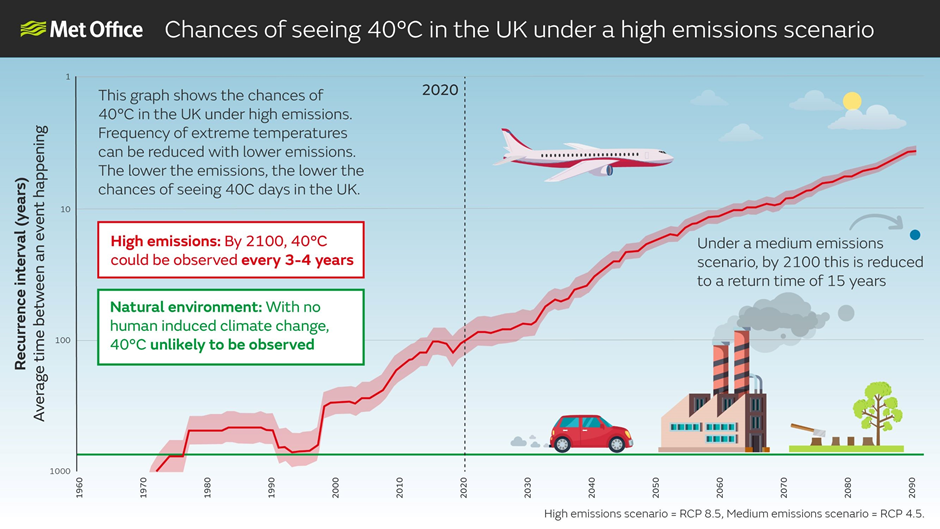 Met Office
Chances of seeing 40°C in the UK under a high emissions scenario
Recurrence interval (years)
Average time between an event happening
1
10
100
1000
This graph shows the chances of
40°C in the UK under high emissions.
Frequency of extreme temperatures
can be reduced with lower emissions.
The lower the emissions, the lower the
chances of seeing 40C days in the UK.
High emissions: By 2100, 40°C
could be observed every 3-4 years
Natural environment: With no
human induced climate change,
40°C unlikely to be observed
2020
Under a medium emissions
scenario, by 2100 this is reduced
to a return time of 15 years
1960
1970
1980
1990
2000
2010
2020
2030
2040
2050
2060
2070
2080
2090
High emissions scenario = RCP 8.5, Medium emissions scenario = RCP 4.5.